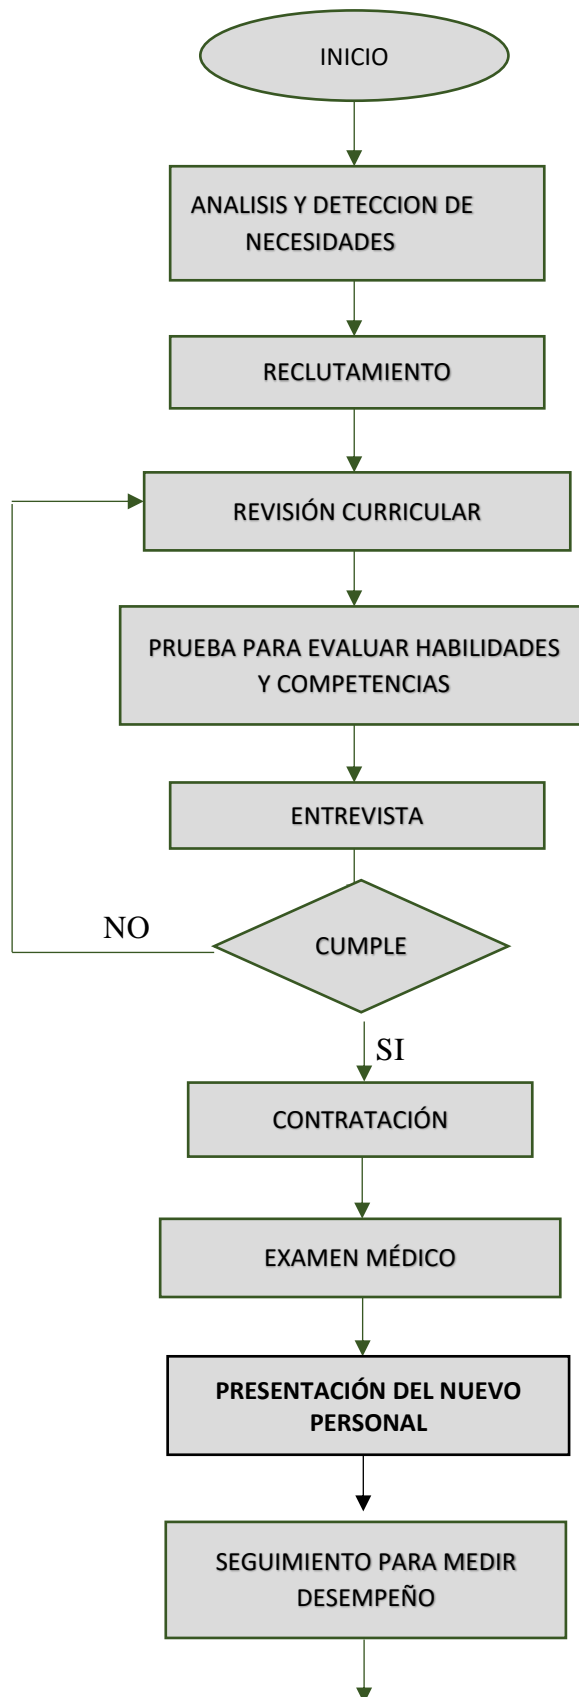 INICIO
ANALISIS Y DETECCION DE
NECESIDADES
RECLUTAMIENTO
REVISIÓN CURRICULAR
PRUEBA PARA EVALUAR HABILIDADES
Y COMPETENCIAS
ENTREVISTA
CUMPLE
NO
SI
CONTRATACIÓN
EXAMEN MÉDICO
PRESENTACIÓN DEL NUEVO
PERSONAL
SEGUIMIENTO PARA MEDIR
DESEMPEÑO